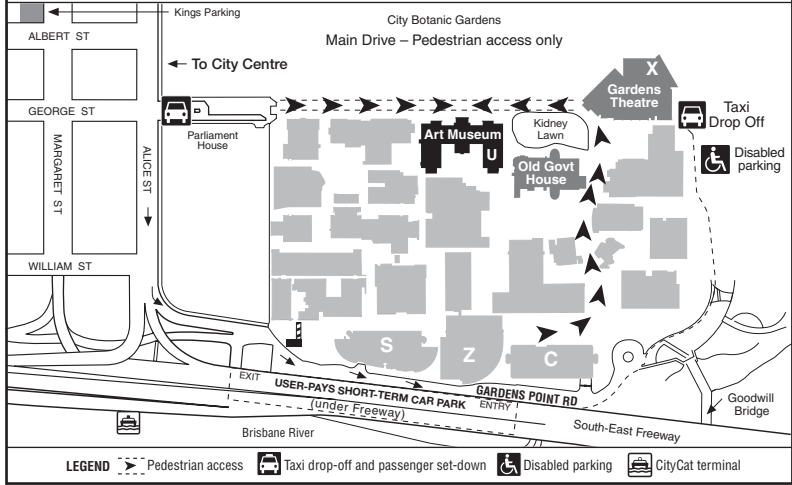 Kings Parking
City Botanic Gardens
ALBERT ST
Main Drive – Pedestrian access only
To City Centre
X
Gardens
Theatre
GEORGE ST
Parliament
House
Art Museum
U
Kidney
Lawn
Taxi
Drop Off
Old Govt
House
Disabled
parking
MARGARET ST
ALICE ST
WILLIAM ST
S
Z
C
EXIT
USER-PAYS SHORT-TERM CAR PARK
(under Freeway)
ENTRY
GARDENS POINT RD
Goodwill
Bridge
South-East Freeway
Brisbane River
LEGEND
Pedestrian access
Taxi drop-off and passenger set-down
Disabled parking
CityCat terminal